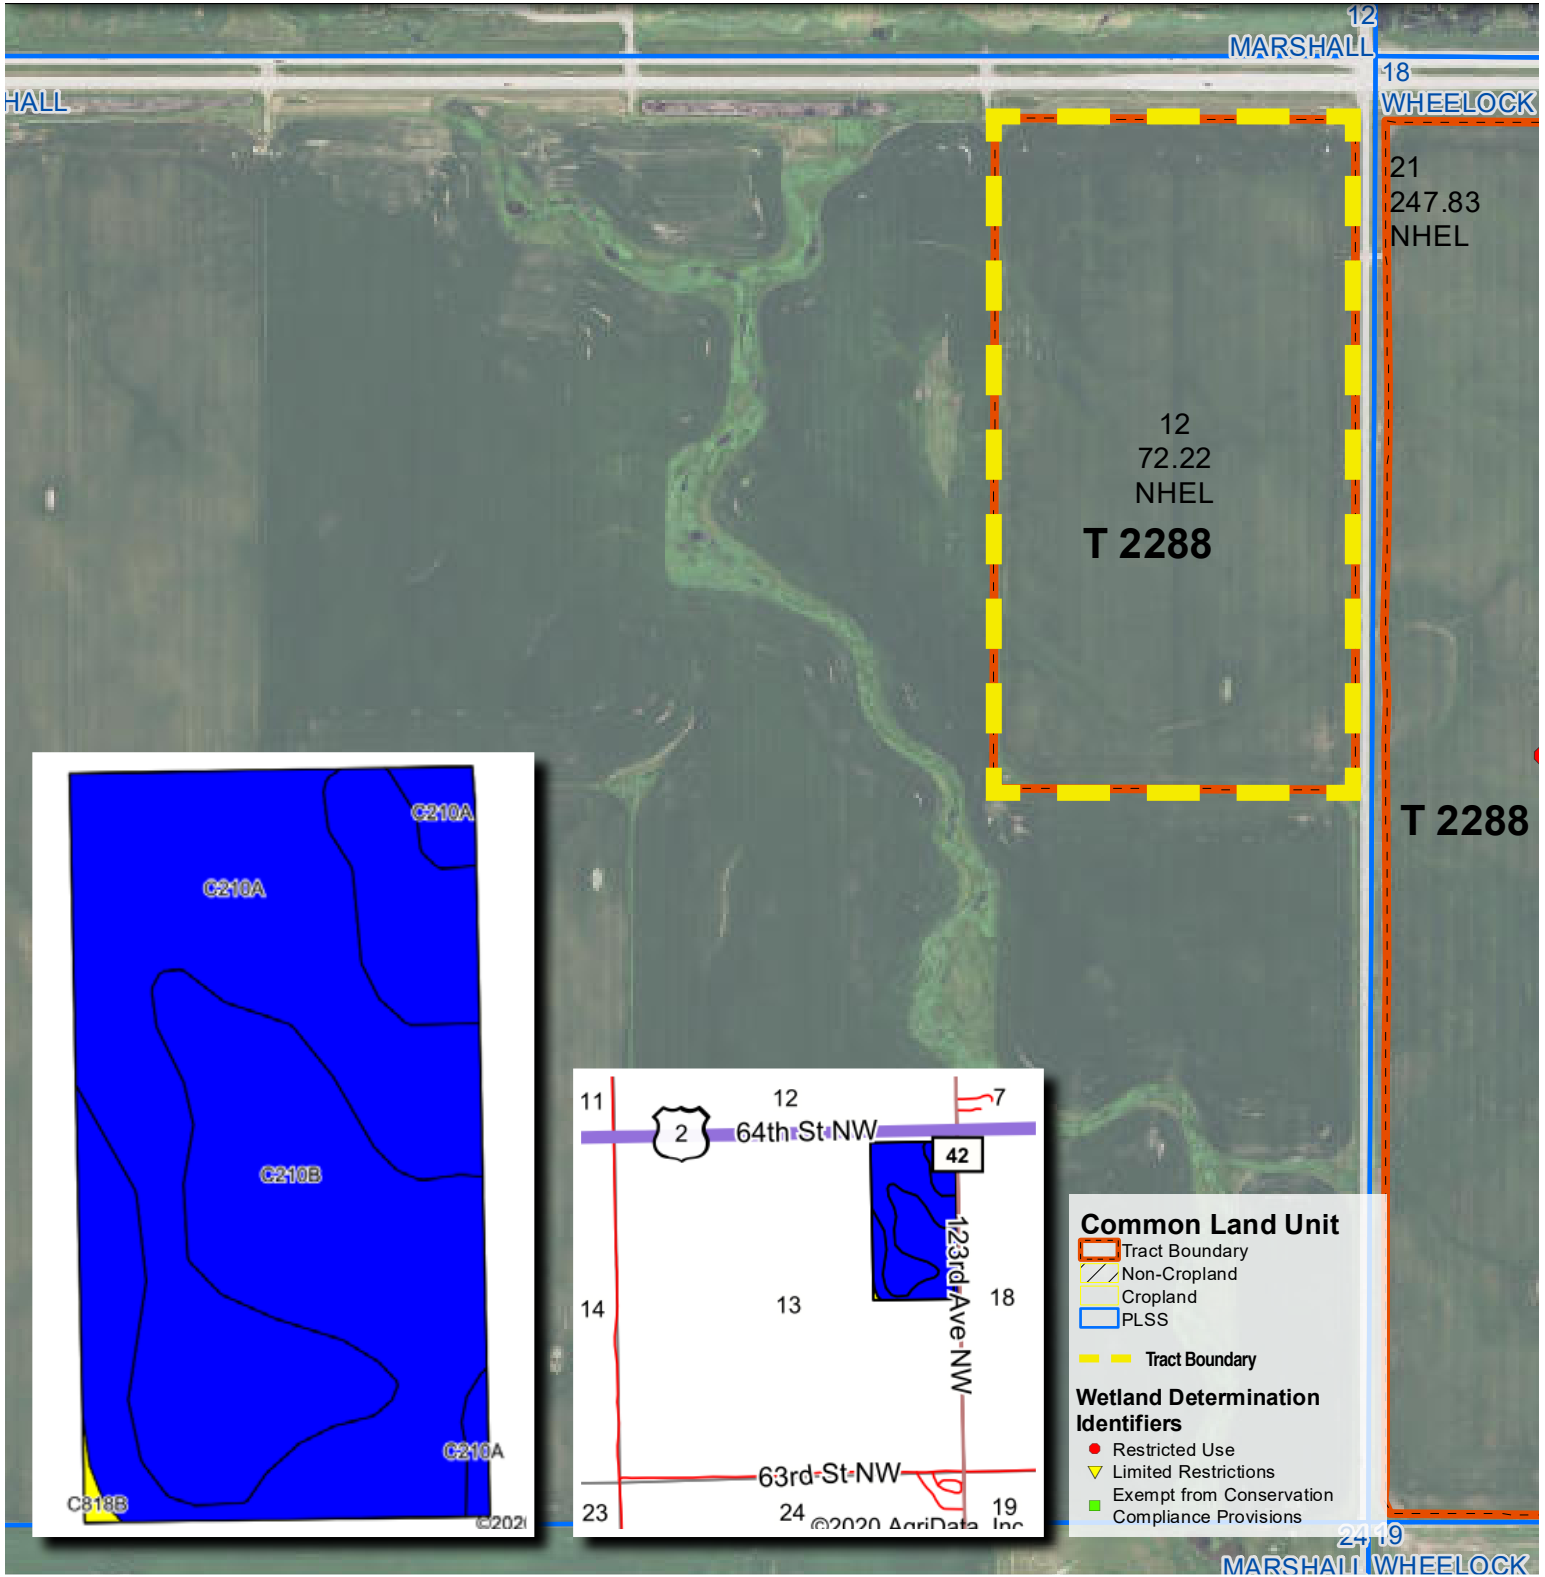 12
MARSHALL
18
HALL
WHEELOCK
21
247.83
NHEL
12
72.22
NHEL
T 2288
T 2288
C210A
C210A
C210B
C210A
C818B
©202
11
12
7
2
64th St NW
42
123rd Ave NW
14
13
18
63rd St NW
23
24
19
©2020 AgriData, Inc
Common Land Unit
Tract Boundary
Non-Cropland
Cropland
PLSS
Tract Boundary
Wetland Determination
Identifiers
Restricted Use
Limited Restrictions
Exempt from Conservation
Compliance Provisions
24 19
MARSHALL WHEELOCK